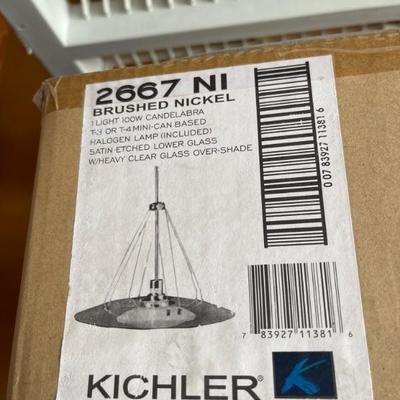 2667 NI
BRUSHED NICKEL
1 LIGHT 100W CANDELABRA
T-3 OR T-4 MINI-CAN BASED
HALOGEN LAMP (INCLUDED)
SATIN ETCHED LOWER GLASS
W/HEAVY CLEAR GLASS OVER-SHADE
0 07 83927 11381 6
7 83927 11381 6
KICHLER®
K